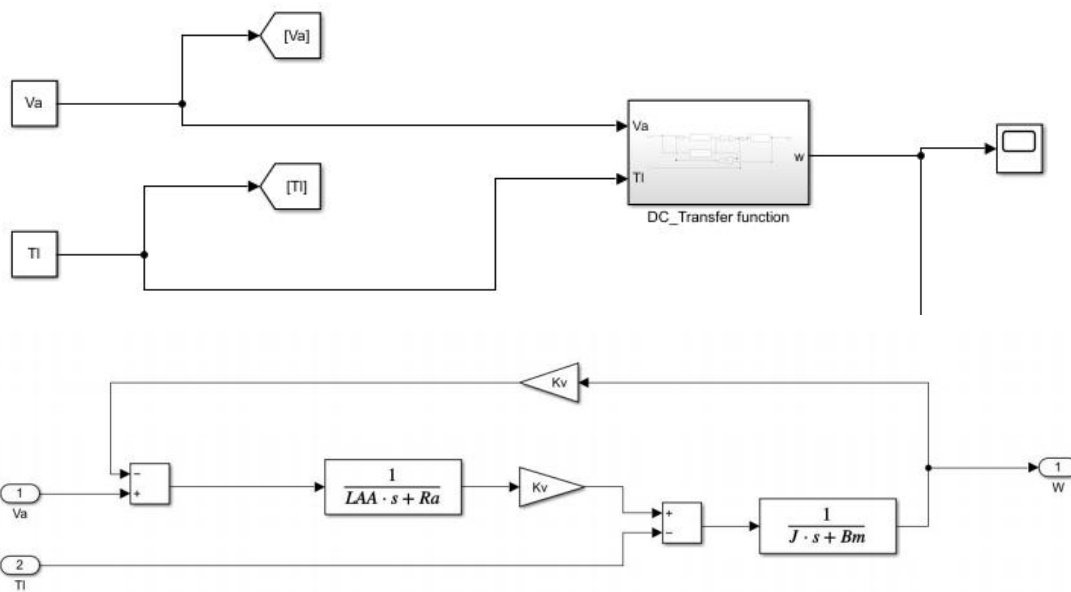 [Va]
Va
Va
w
Tl
[Tl]
DC_Transfer function
Tl
Kv
−
+
1
Va
1
LAA · s + Ra
Kv
+
−
1
J · s + Bm
1
W
2
Tl